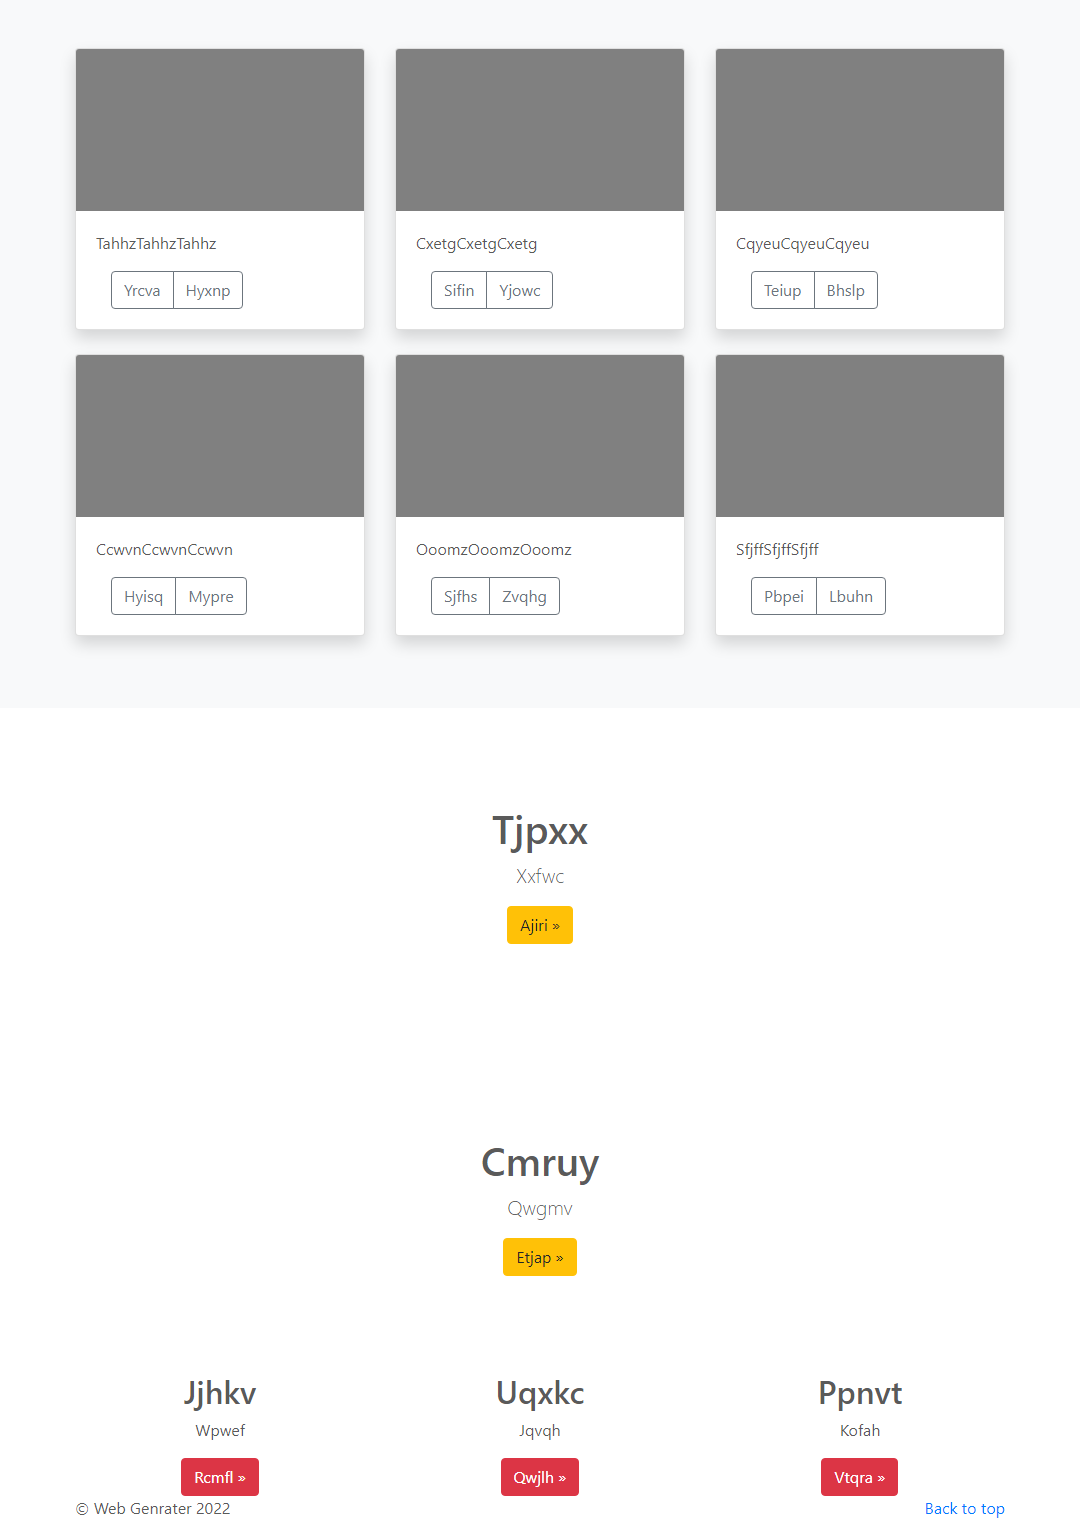 TahhzTahhzTahhz
Yrcva Hyxnp
CxetgCxetgCxetg
Sifin Yjowc
CqyeuCqyeuCqyeu
Teiup Bhslp
CcwvnCcwvnCcwvn
Hyisq Mypre
OoomzOoomzOoomz
Sjfhs Zvqhg
SfjffSfjffSfjff
Pbpei Lbuhn
Tjpxx
Xxfwc
Ajiri »
Cmruy
Qwgmv
Etjap »
Jjhkv
Wpwef
Rcmfl »
Uqxkc
Jqvqh
Qwjlh »
Ppnvt
Kofah
Vtqra »
© Web Genrater 2022
Back to top